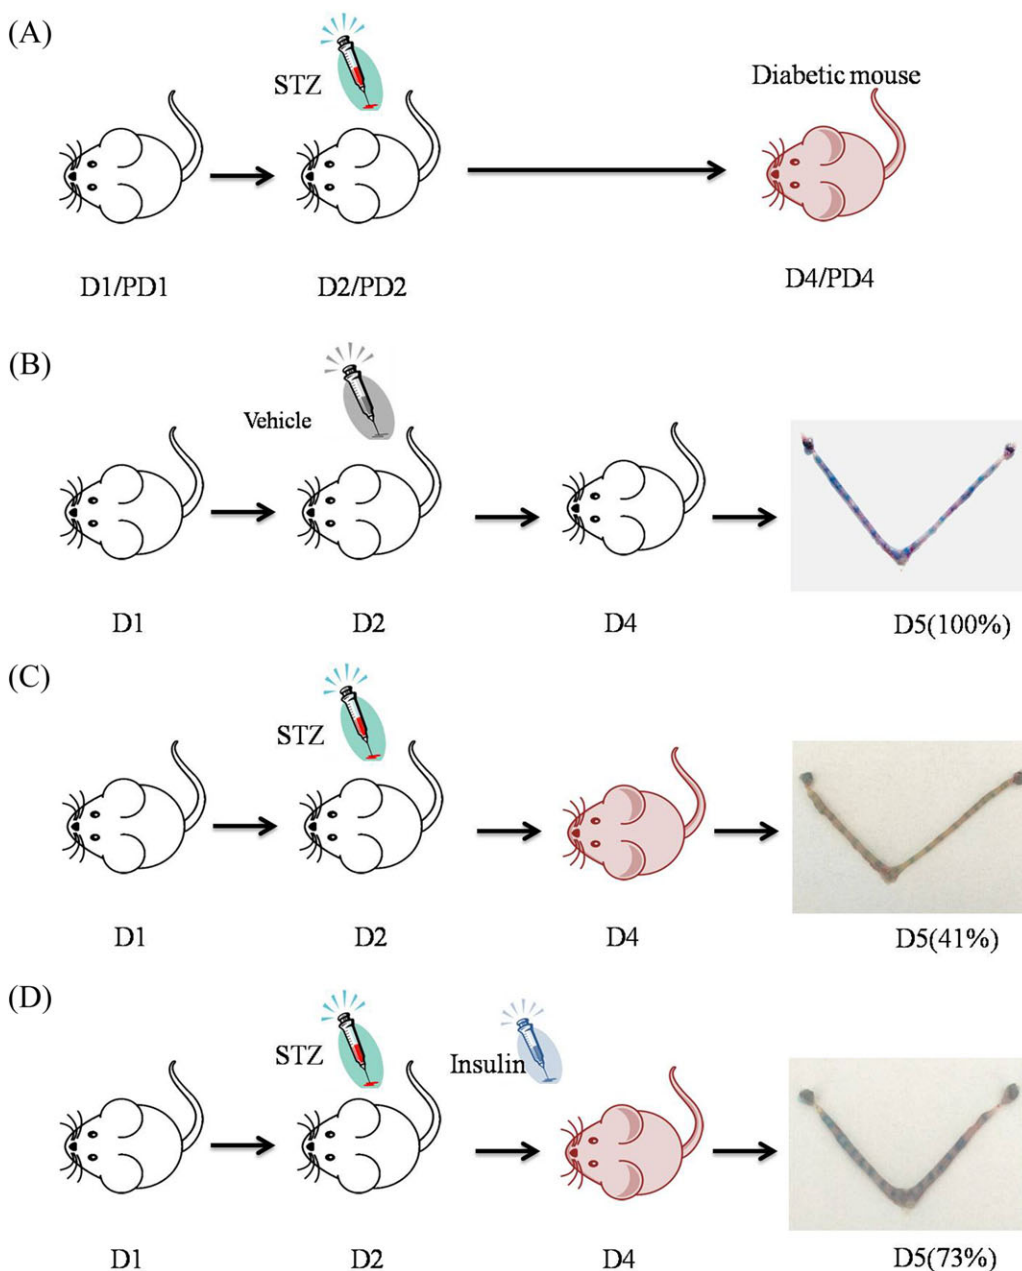 (A)
STZ
Diabetic mouse
D1/PD1
D2/PD2
D4/PD4
(B)
Vehicle
D1
D2
D4
D5(100%)
(C)
STZ
D1
D2
D4
D5(41%)
(D)
STZ
Insulin
D1
D2
D4
D5(73%)